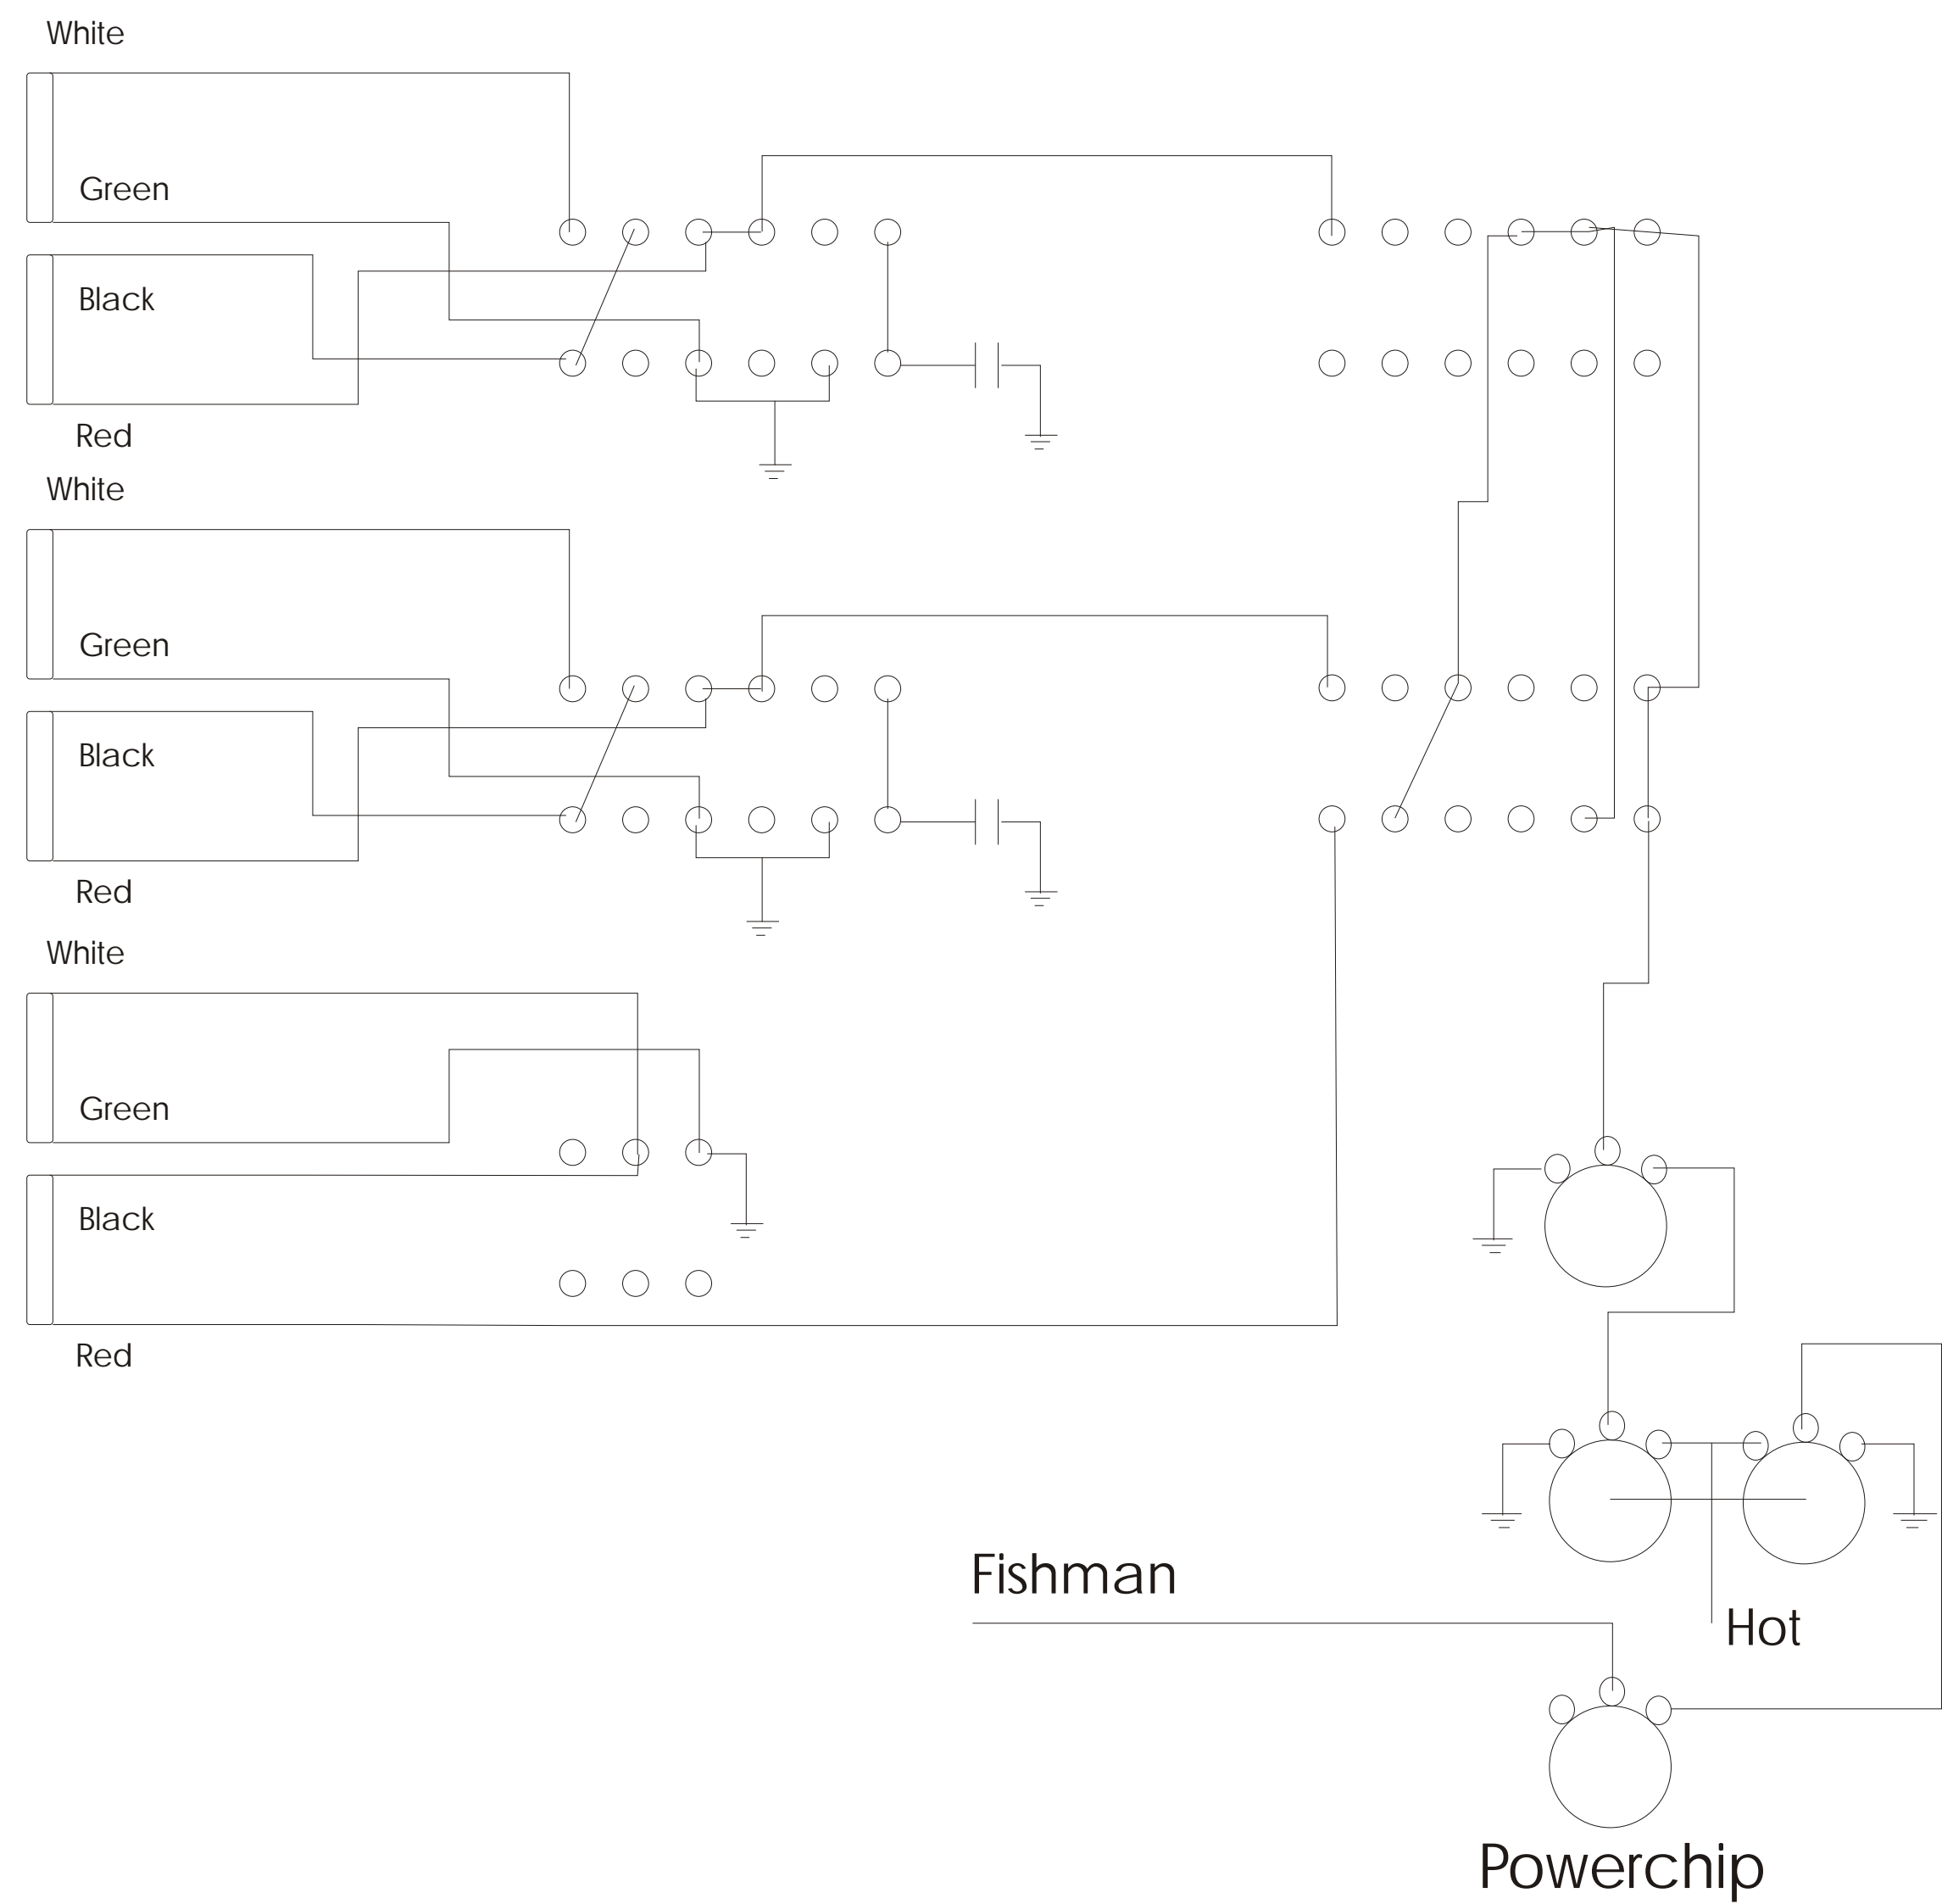 White
Green
Black
Red
White
Green
Black
Red
White
Green
Black
Red
Fishman
Hot
Powerchip